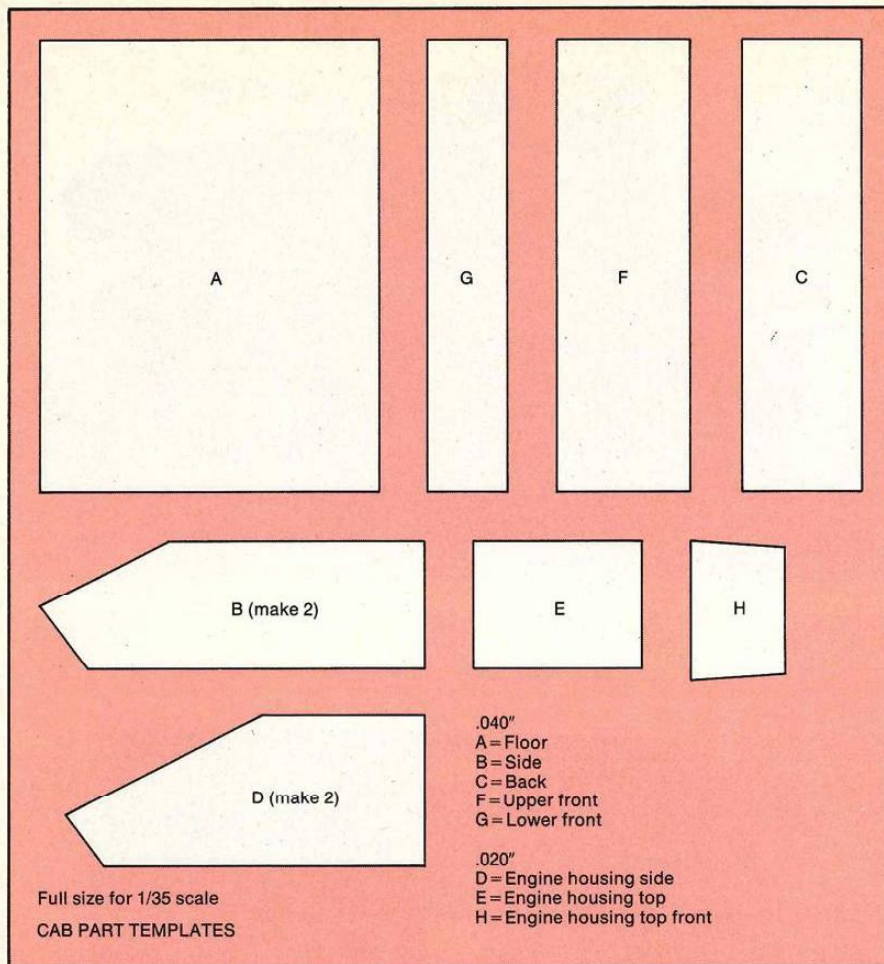 A
G
F
C
B (make 2)
E
H
D (make 2)
.040"
A=Floor
B=Side
C=Back
F=Upper front
G=Lower front
.020"
D=Engine housing side
E=Engine housing top
H=Engine housing top front
Full size for 1/35 scale
CAB PART TEMPLATES